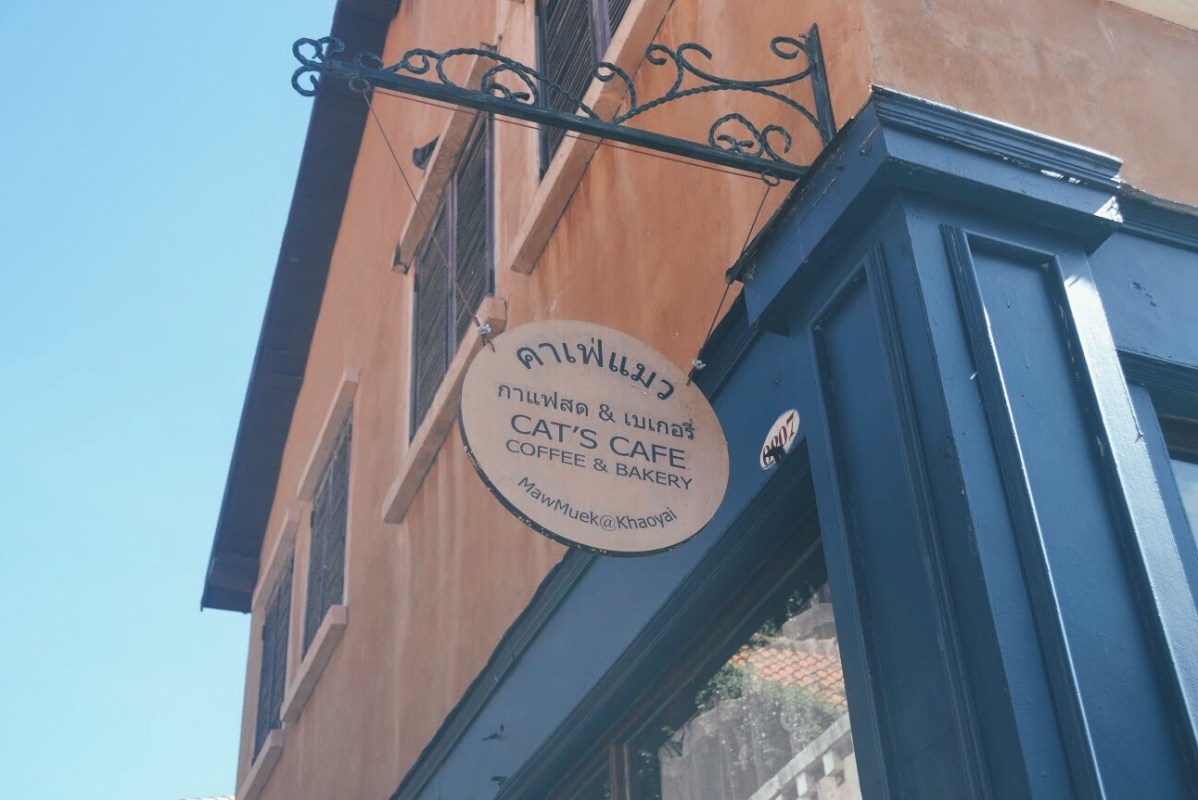 คาเฟ่แมว
กาแฟสด & เบเกอรี่
CAT'S CAFE
COFFEE & BAKERY
MawMuek@Khaoyai
0207